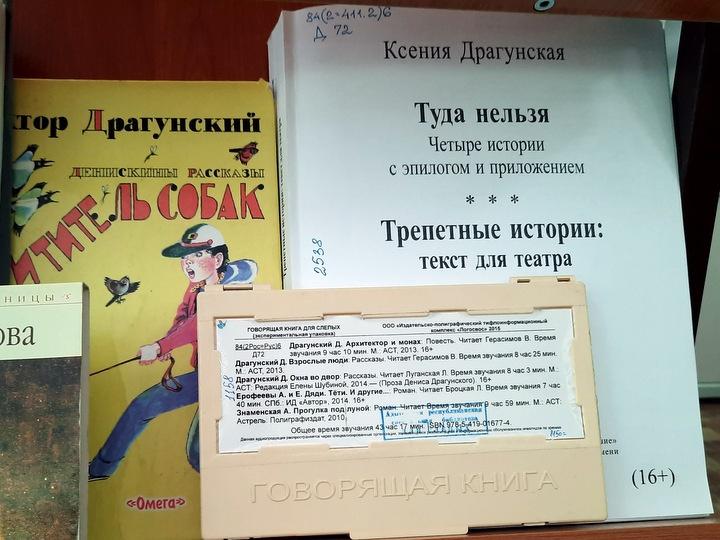 84(2=411.2)6
Д 72
Ксения Драгунская
Туда нельзя
Четыре истории
с эпилогом и приложением
* * *
Трепетные истории:
текст для театра
2538
(16+)
тор Драгунский
ДЕНИСКИНЫ РАССКАЗЫ
ИТИТЕЛЬ СОБАК
«Омега»
НИЦЫ
ова
ГОВОРЯЩАЯ КНИГА ДЛЯ СЛЕПЫХ
(экспериментальная упаковка)
ООО «Издательско-полиграфический тифлоинформационный
комплекс «Логосвос» 2015
84(2Рос=Рус)6
Д72
1158
Драгунский Д. Архитектор и монах: Повесть. Читает Герасимов В. Время
звучания 9 час 10 мин. М.: АСТ, 2013. 16+
Драгунский Д. Взрослые люди: Рассказы. Читает Герасимов В. Время звучания 8 час 25 мин.
М.: АСТ, 2013.
Драгунский Д. Окна во двор: Рассказы. Читает Луганская Л. Время звучания 8 час 3 мин. М.:
АСТ: Редакция Елены Шубиной, 2014.— (Проза Дениса Драгунского). 16+
Ерофеевы А. и Е. Дяди. Тёти. И другие...: Роман. Читает Броцкая Л. Время звучания 7 час
40 мин. СПб.: ИД «Автор», 2014. 16+
Знаменская А. Прогулка под луной: Роман. Читает Время звучания 9 час 59 мин. М.: АСТ:
Астрель: Полиграфиздат, 2010.
Общее время звучания 43 час 17 мин. ISBN 978-5-419-01677-4.
республиканская
библиотека
ГОВОРЯЩАЯ КНИГА